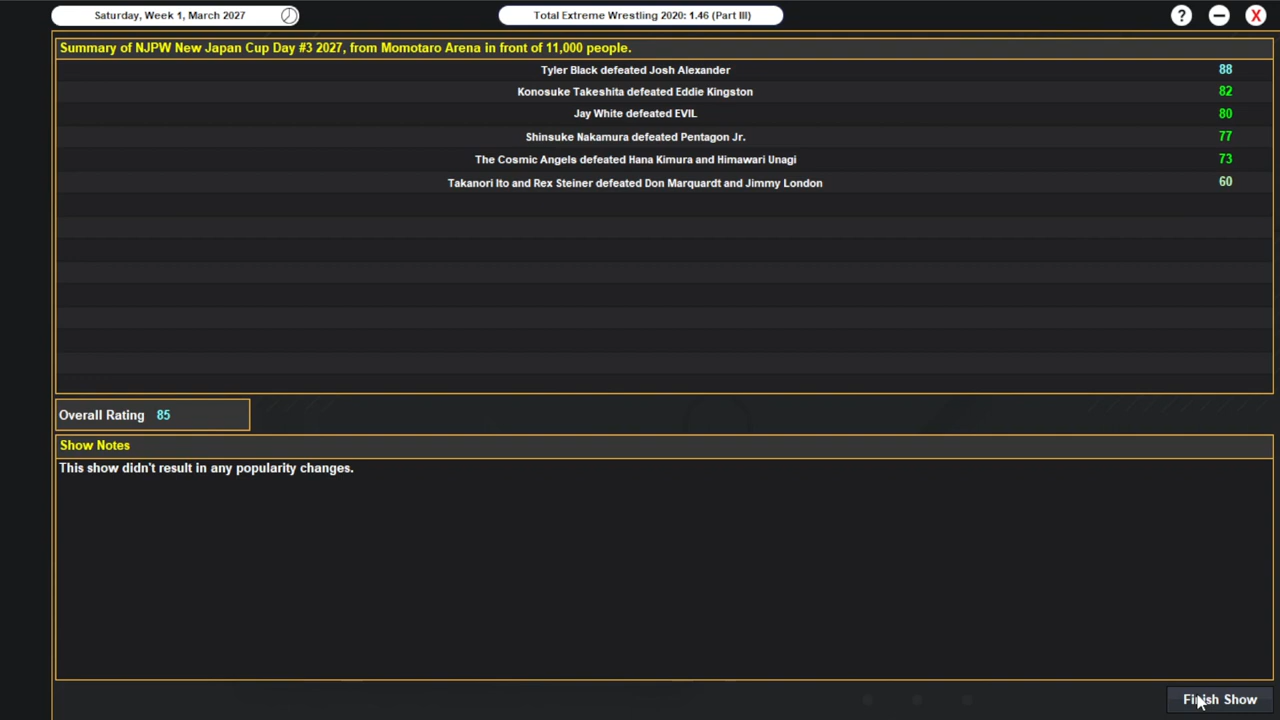 Saturday, Week 1, March 2027
Total Extreme Wrestling 2020: 1.46 (Part III)
? X
Summary of NJPW New Japan Cup Day #3 2027, from Momotaro Arena in front of 11,000 people.
Tyler Black defeated Josh Alexander 88
Konosuke Takeshita defeated Eddie Kingston 82
Jay White defeated EVIL 80
Shinsuke Nakamura defeated Pentagon Jr. 77
The Cosmic Angels defeated Hana Kimura and Himawari Unagi 73
Takanori Ito and Rex Steiner defeated Don Marquardt and Jimmy London 60
Overall Rating 85
Show Notes
This show didn't result in any popularity changes.
Finish Show